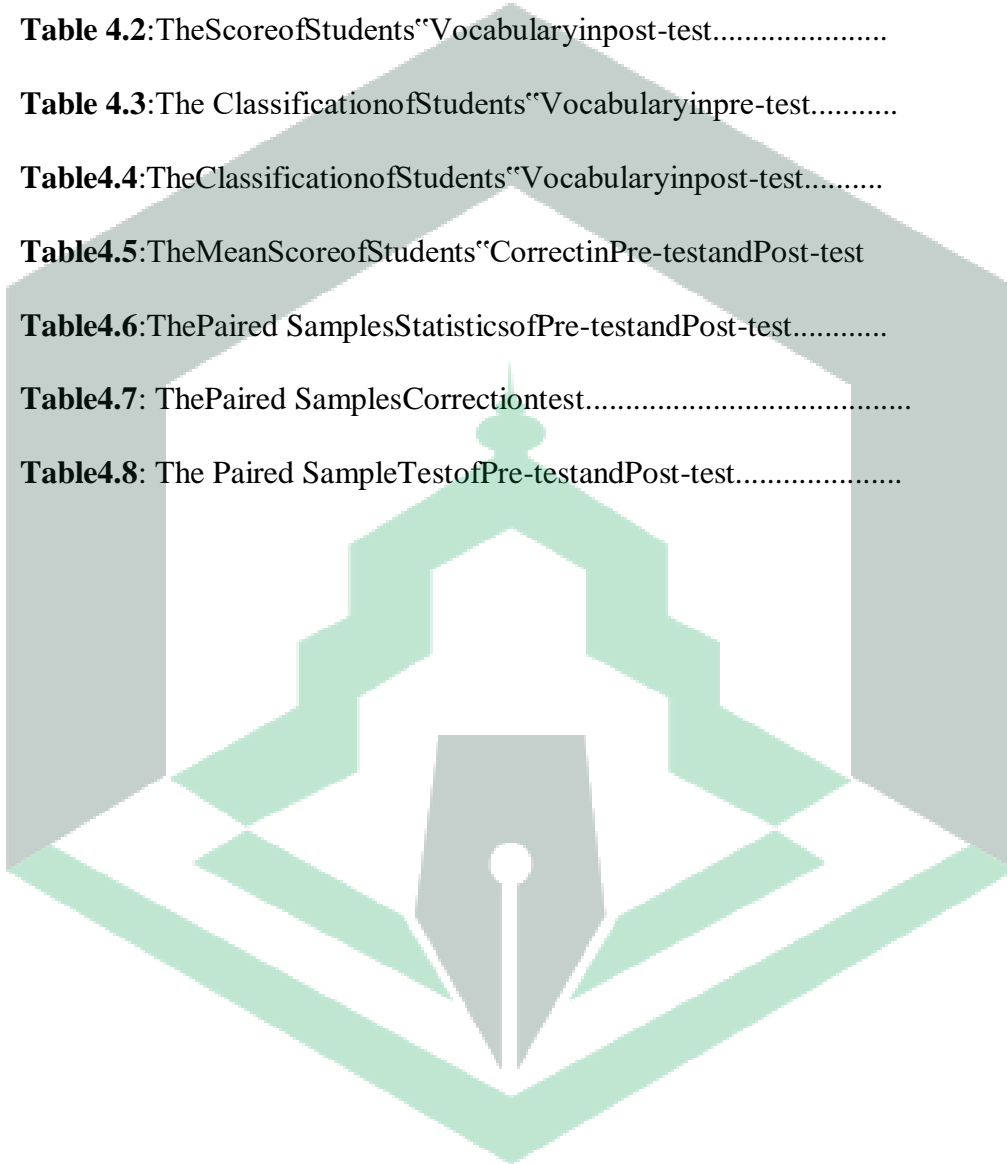 Table 4.2:TheScoreofStudents‟Vocabularyinpost-test......................
Table 4.3:The ClassificationofStudents‟Vocabularyinpre-test...........
Table4.4:TheClassificationofStudents‟Vocabularyinpost-test..........
Table4.5:TheMeanScoreofStudents‟CorrectinPre-testandPost-test
Table4.6:ThePaired SamplesStatisticsofPre-testandPost-test............
Table4.7: ThePaired SamplesCorrectiontest.........................................
Table4.8: The Paired SampleTestofPre-testandPost-test.....................